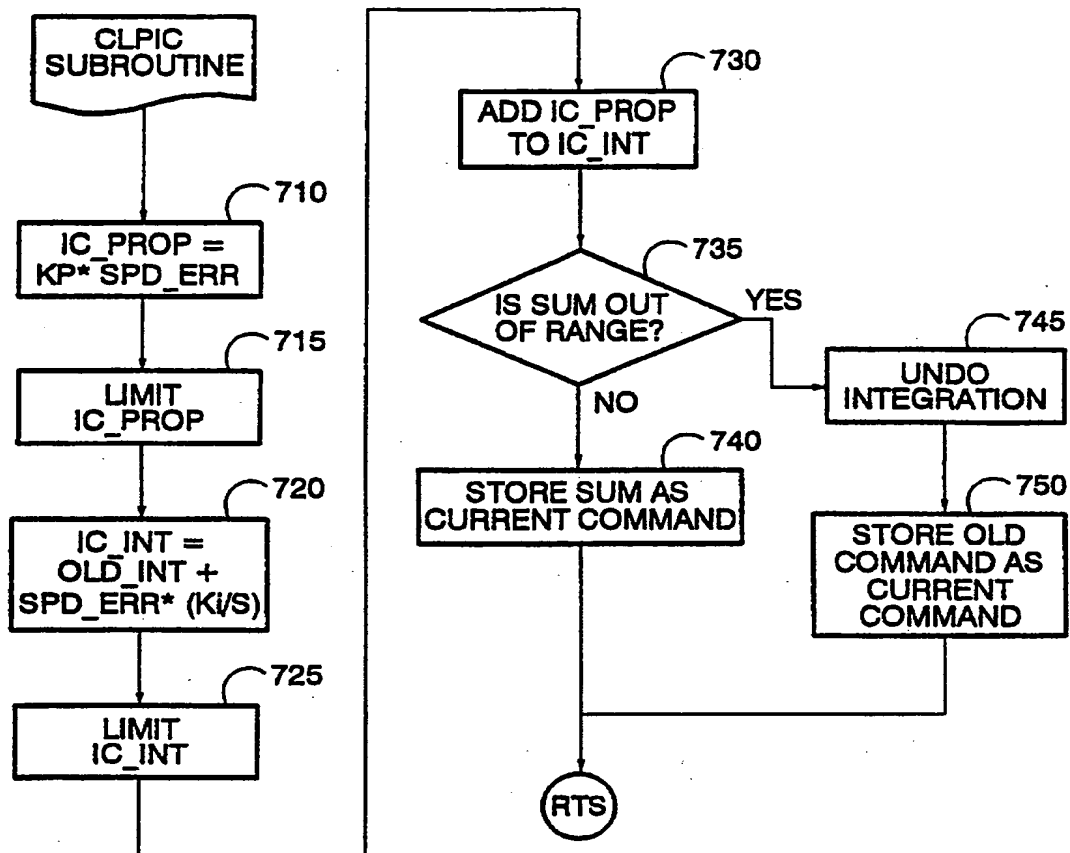 CLPIC
SUBROUTINE
710
IC_PROP =
KP* SPD_ERR
715
LIMIT
IC_PROP
720
IC_INT =
OLD_INT +
SPD_ERR* (Ki/S)
725
LIMIT
IC_INT
730
ADD IC_PROP
TO IC_INT
735
IS SUM OUT
OF RANGE?
YES
NO
740
STORE SUM AS
CURRENT COMMAND
745
UNDO
INTEGRATION
750
STORE OLD
COMMAND AS
CURRENT
COMMAND
RTS